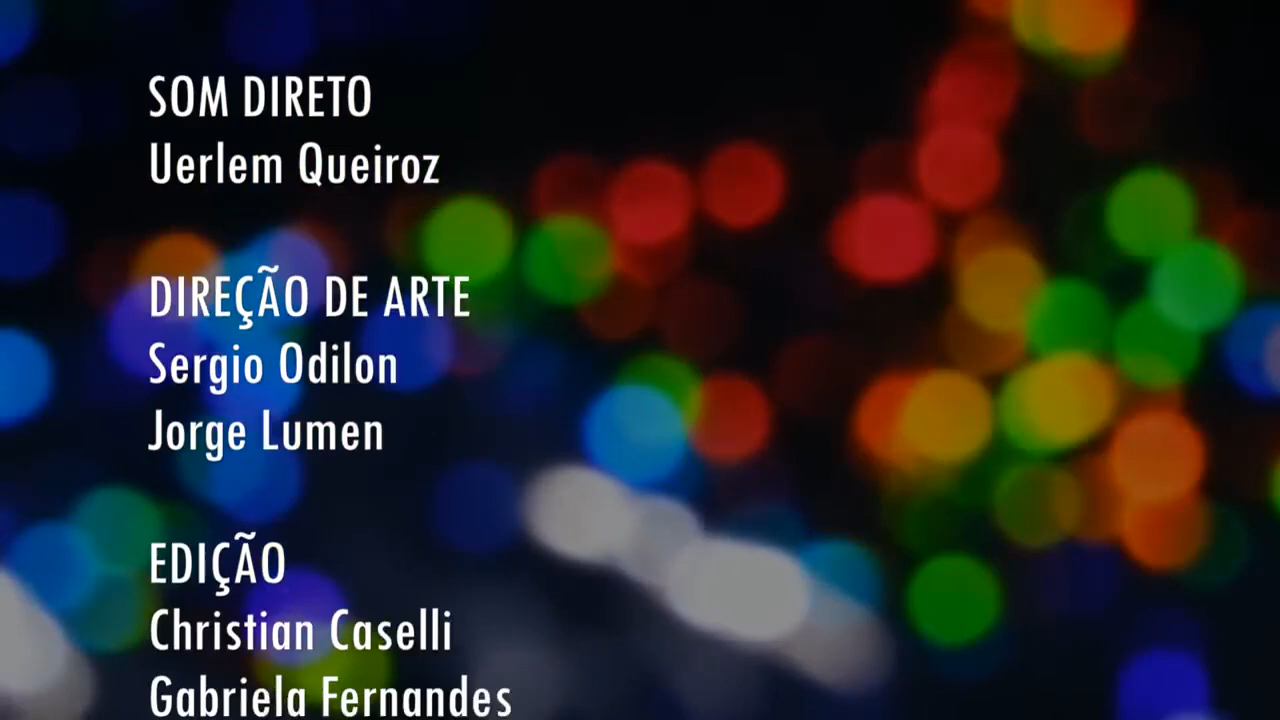 SOM DIRETO
Uerlem Queiroz
DIREÇÃO DE ARTE
Sergio Odilon
Jorge Lumen
EDIÇÃO
Christian Caselli
Gabriela Fernandes